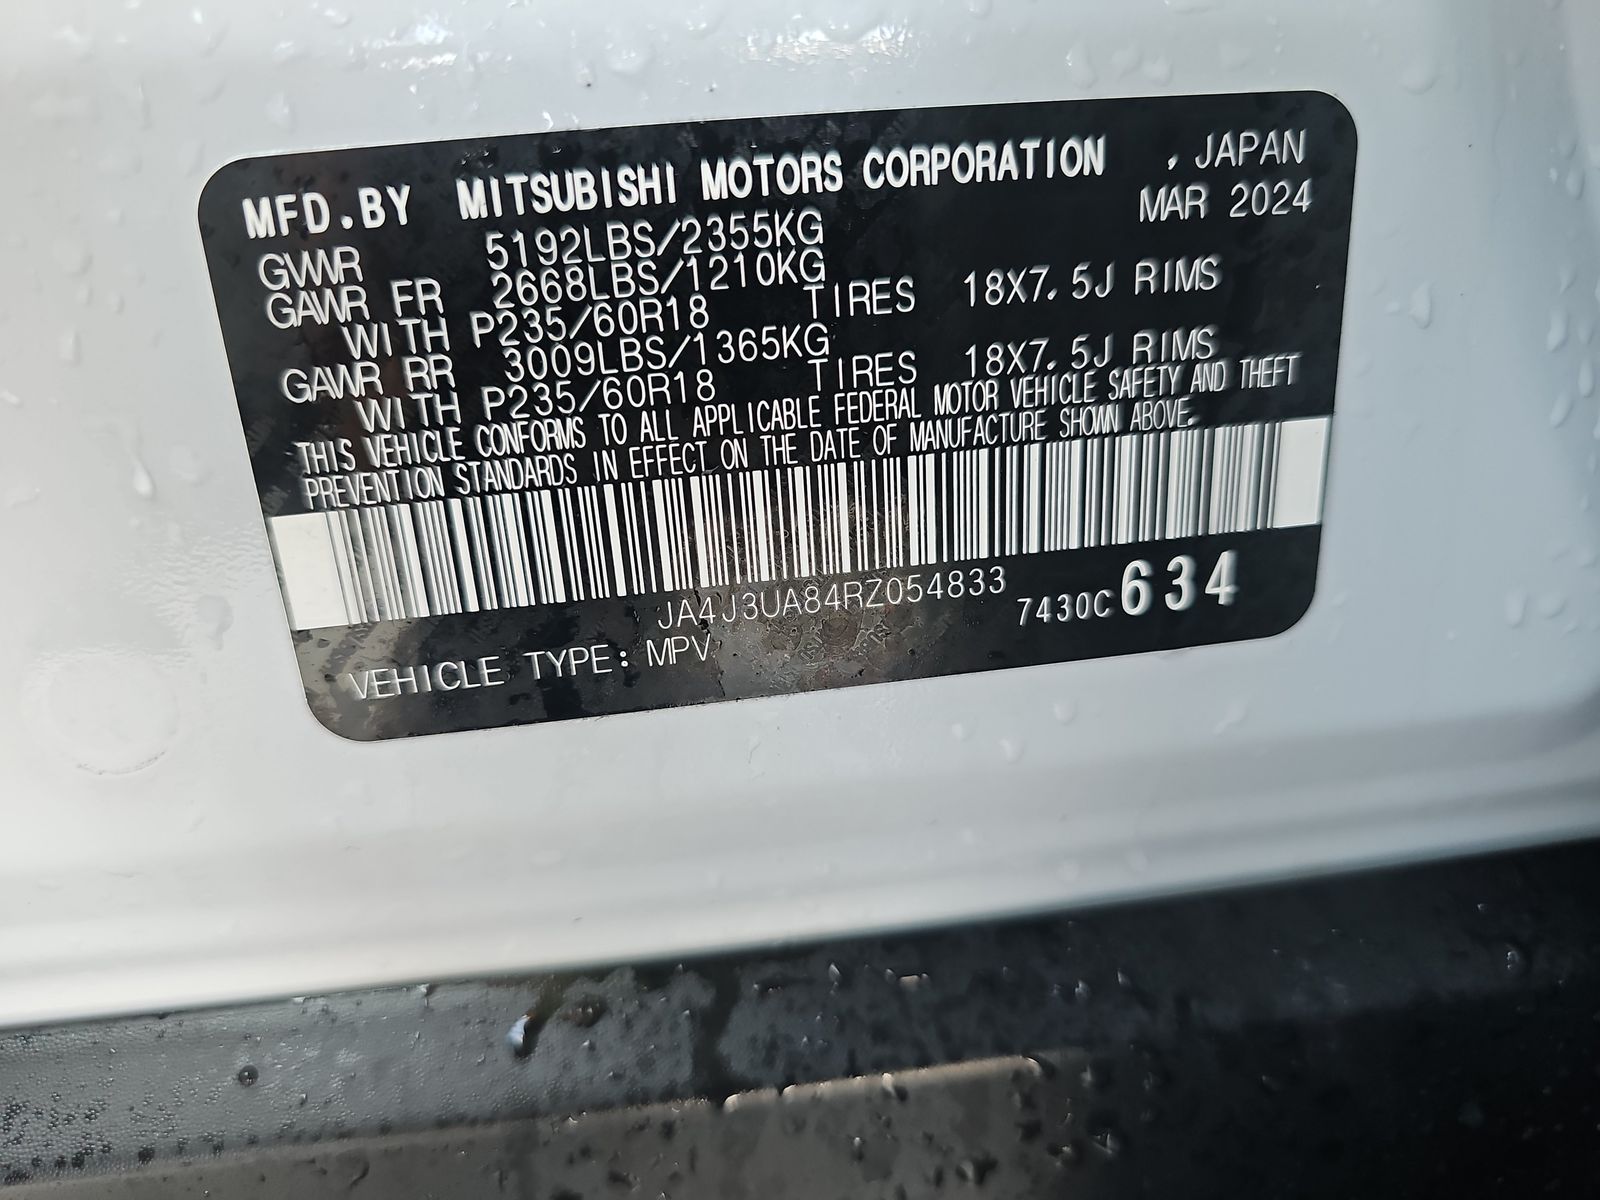 MFD.BY MITSUBISHI MOTORS CORPORATION , JAPAN
MAR 2024
GVWR 5192LBS/2355KG
GAWR FR 2668LBS/1210KG
WITH P235/60R18 TIRES 18X7.5J RIMS
GAWR RR 3009LBS/1365KG
WITH P235/60R18 TIRES 18X7.5J RIMS
THIS VEHICLE CONFORMS TO ALL APPLICABLE FEDERAL MOTOR VEHICLE SAFETY AND THEFT
PREVENTION STANDARDS IN EFFECT ON THE DATE OF MANUFACTURE SHOWN ABOVE.
JA4J3UA84RZ054833 7430C634
VEHICLE TYPE: MPV